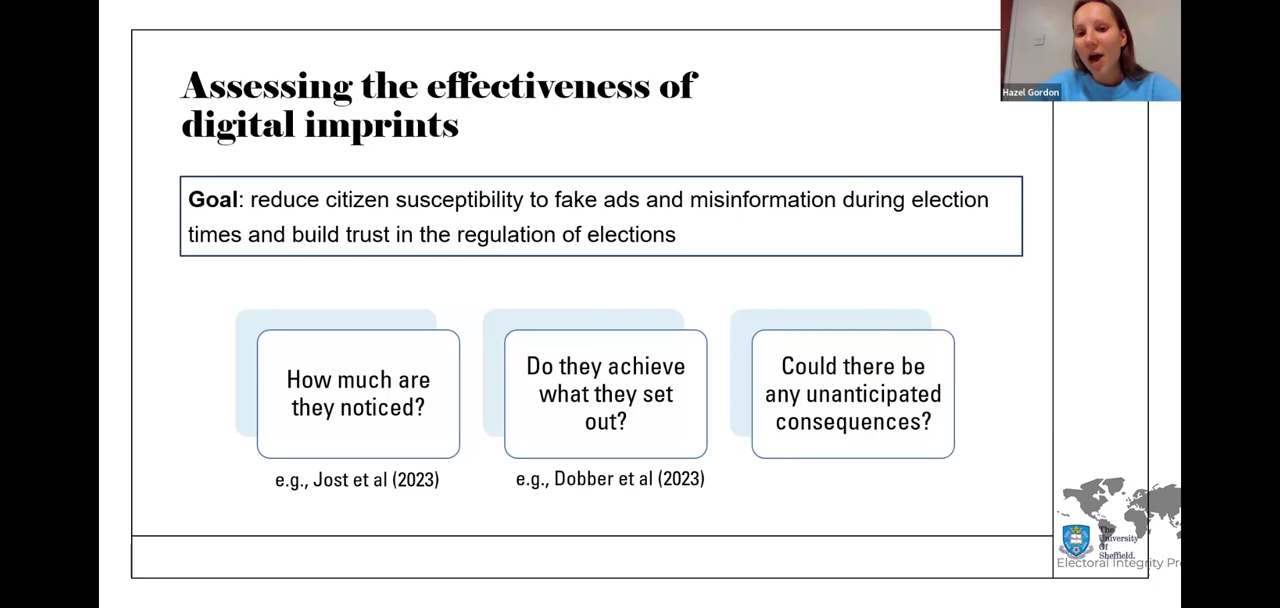 Assessing the effectiveness of
digital imprints
Hazel Gordon
Goal: reduce citizen susceptibility to fake ads and misinformation during election
times and build trust in the regulation of elections
How much are
they noticed?
Do they achieve
what they set
out?
Could there be
any unanticipated
consequences?
e.g., Jost et al (2023)
e.g., Dobber et al (2023)
The
University
Of
Sheffield.
Electoral Integrity Pr